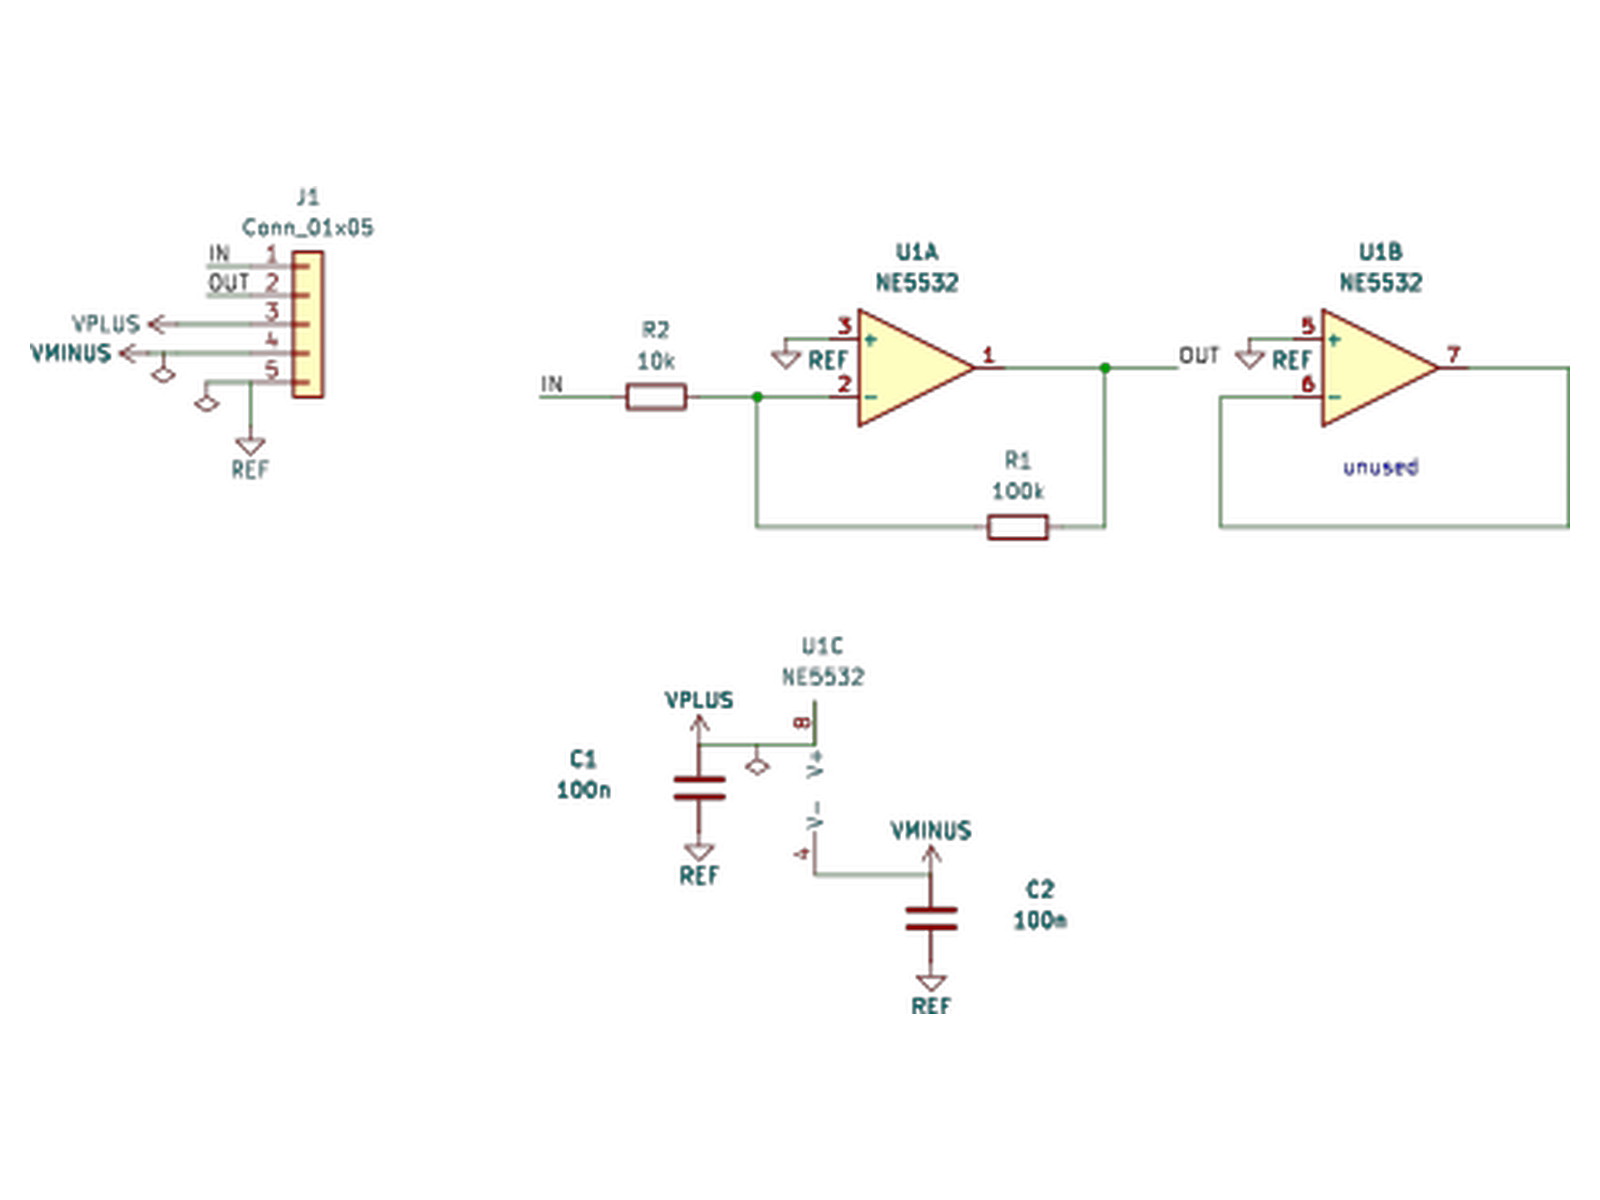 J1
Conn_01x05
IN 1
OUT 2
VPLUS 3
VMINUS 4
5
REF
R2
10k
IN
U1A
NE5532
3
+
REF
2
-
1
OUT
R1
100k
U1B
NE5532
5
+
REF
6
-
7
unused
U1C
NE5532
VPLUS
8
V+
C1
100n
REF
V-
4
VMINUS
C2
100n
REF